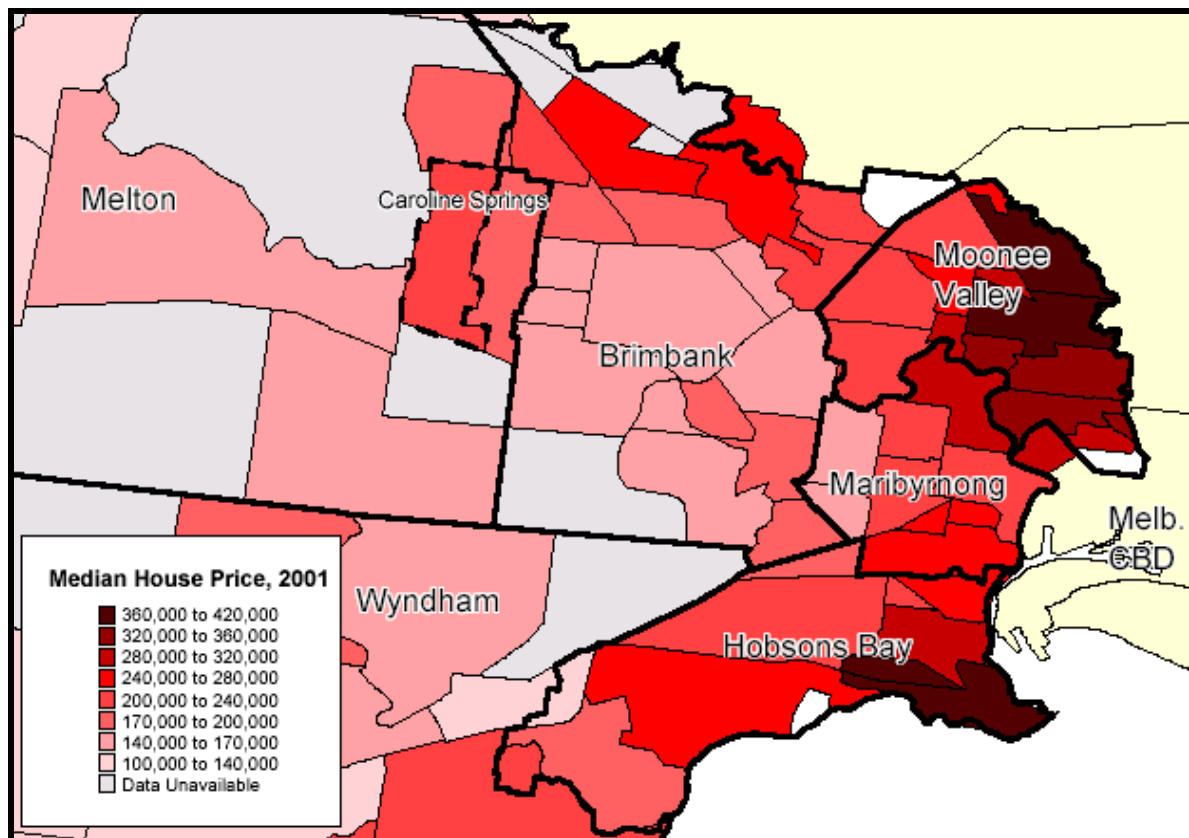 Melton
Caroline Springs
Moonee
Valley
Brimbank
Maribyrnong
Melb.
CBD
Wyndham
Hobsons Bay
Median House Price, 2001
360,000 to 420,000
320,000 to 360,000
280,000 to 320,000
240,000 to 280,000
200,000 to 240,000
170,000 to 200,000
140,000 to 170,000
100,000 to 140,000
Data Unavailable